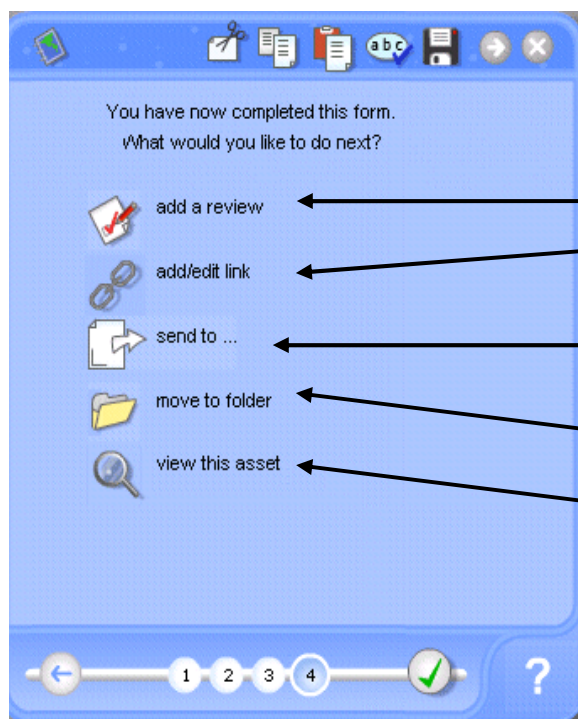 abc
You have now completed this form.
What would you like to do next?
add a review
add/edit link
send to ...
move to folder
view this asset
1 2 3 4
?